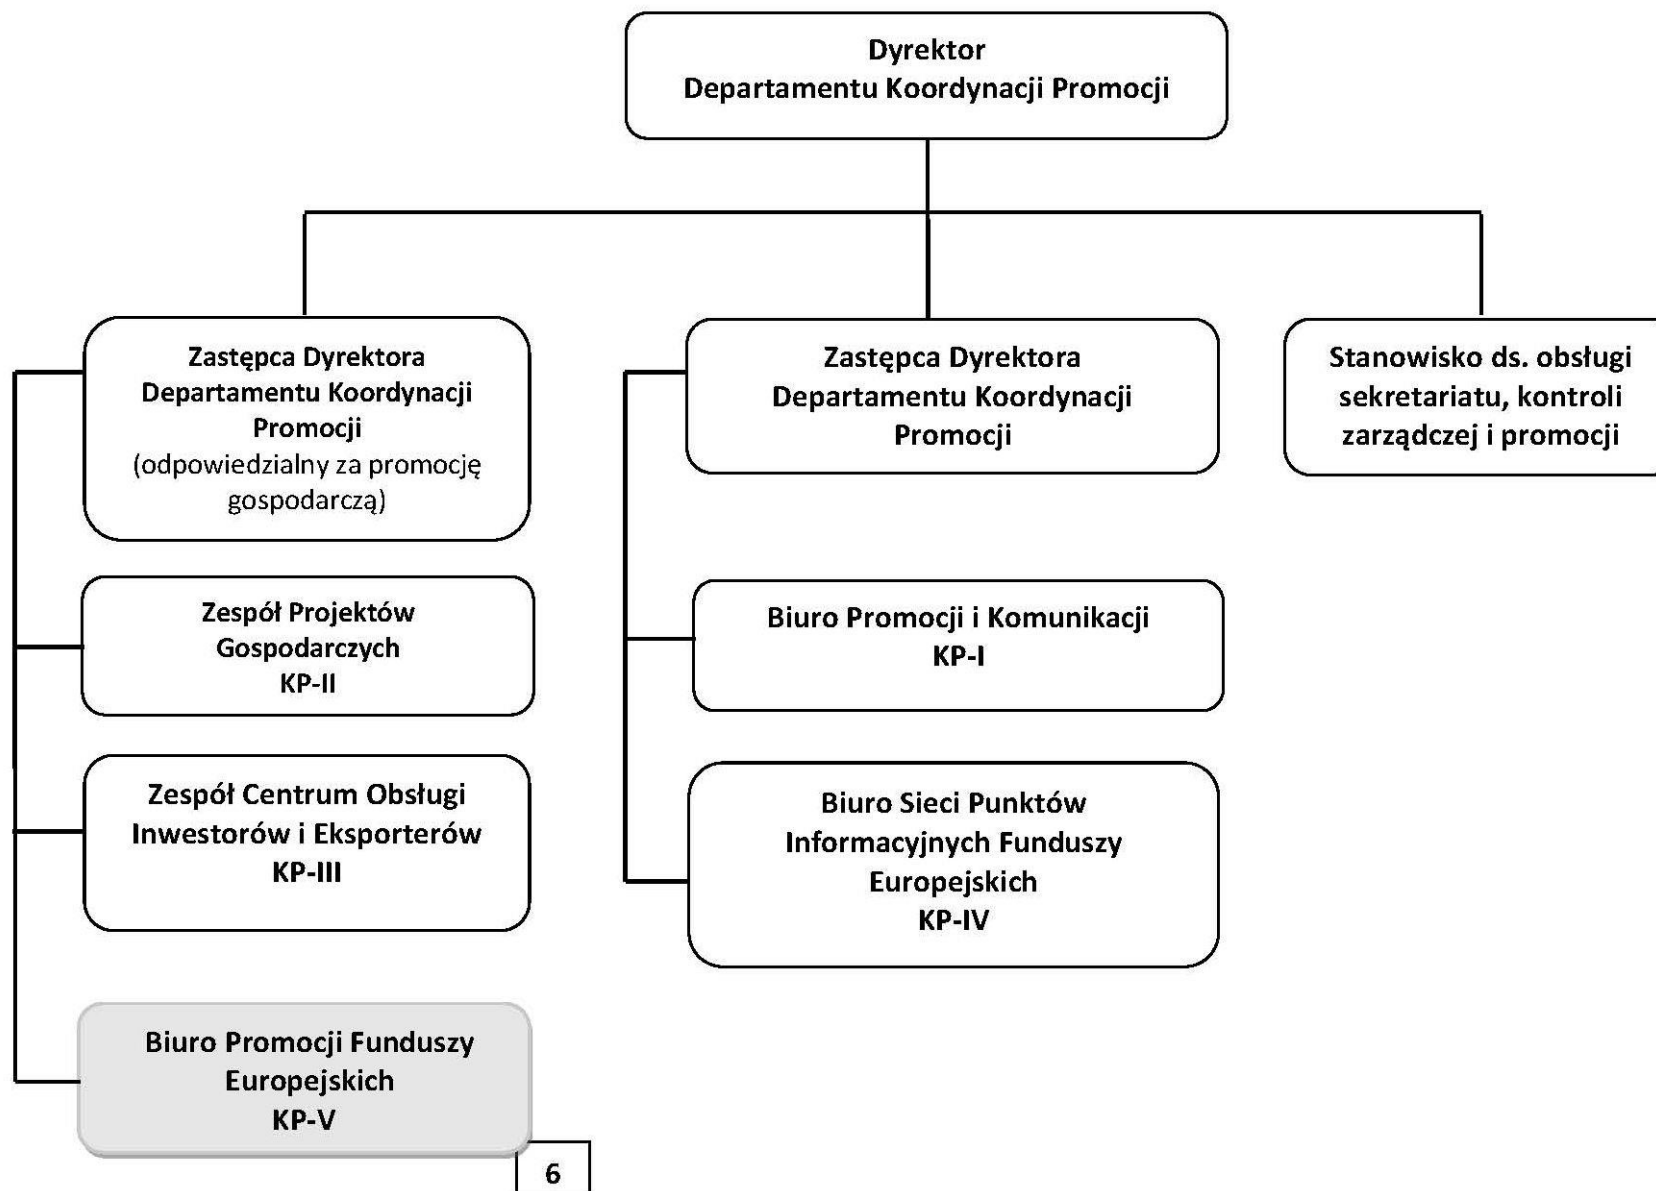 Dyrektor
Departamentu Koordynacji Promocji
Zastępca Dyrektora
Departamentu Koordynacji
Promocji
(odpowiedzialny za promocję
gospodarczą)
Zespół Projektów
Gospodarczych
KP-II
Zespół Centrum Obsługi
Inwestorów i Eksporterów
KP-III
Biuro Promocji Funduszy
Europejskich
KP-V
6
Zastępca Dyrektora
Departamentu Koordynacji
Promocji
Biuro Promocji i Komunikacji
KP-I
Biuro Sieci Punktów
Informacyjnych Funduszy
Europejskich
KP-IV
Stanowisko ds. obsługi
sekretariatu, kontroli
zarządczej i promocji